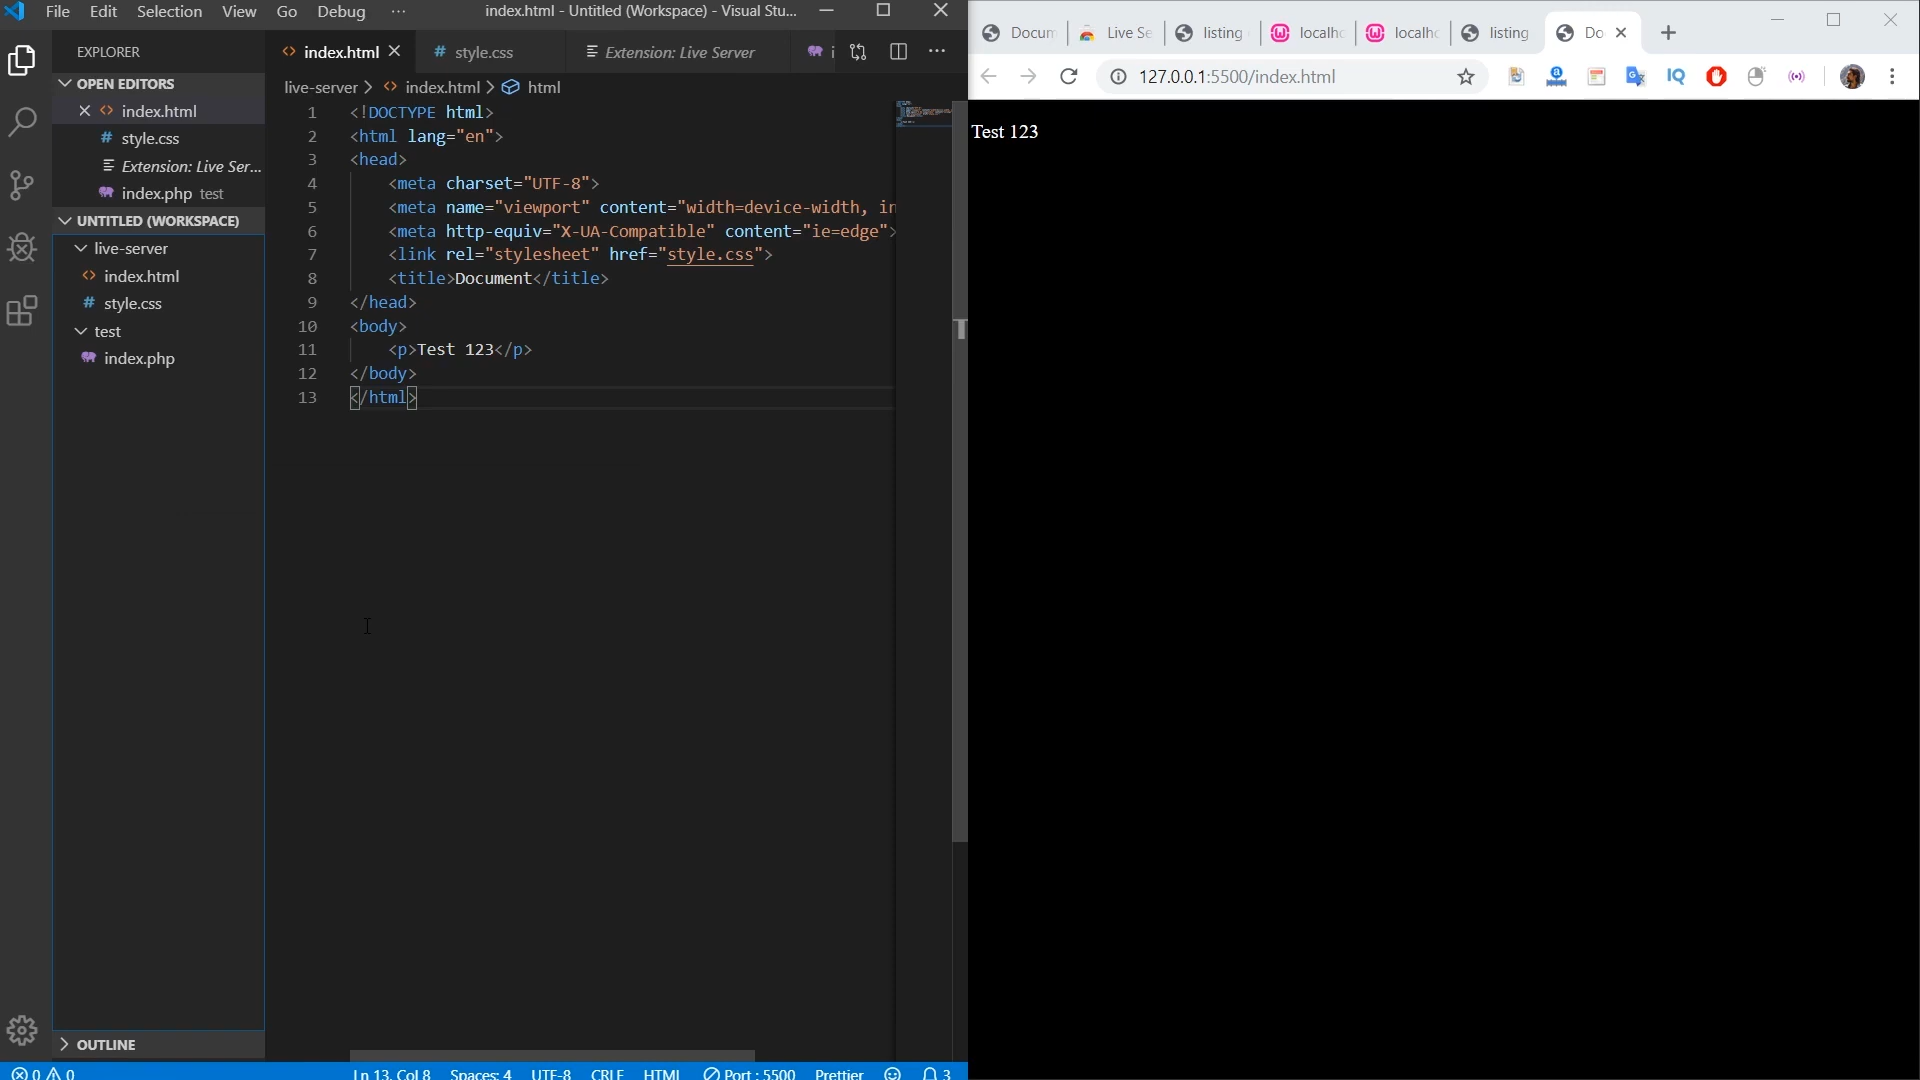 File Edit Selection View Go Debug ··· index.html - Untitled (Workspace) - Visual Stu...
EXPLORER
OPEN EDITORS
index.html
style.css
Extension: Live Ser...
index.php test
UNTITLED (WORKSPACE)
live-server
index.html
style.css
test
index.php
OUTLINE
index.html style.css Extension: Live Server
live-server > index.html > html
1 <!DOCTYPE html>
2 <html lang="en">
3 <head>
4 <meta charset="UTF-8">
5 <meta name="viewport" content="width=device-width, in
6 <meta http-equiv="X-UA-Compatible" content="ie=edge">
7 <link rel="stylesheet" href="style.css">
8 <title>Document</title>
9 </head>
10 <body>
11 <p>Test 123</p>
12 </body>
13 </html>
0 0 Ln 13, Col 8 Spaces: 4 UTF-8 CRLF HTML Port : 5500 Prettier 3
Docum Live Se listing localho localho listing Do
127.0.0.1:5500/index.html
IQ
Test 123